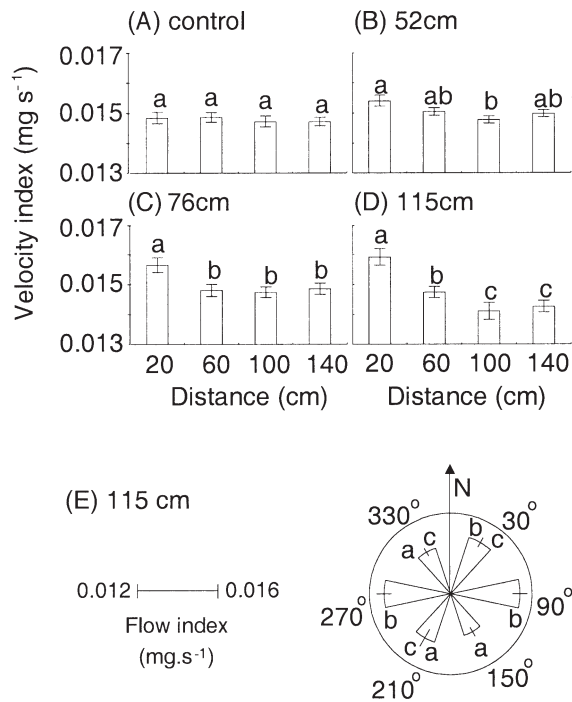 (A) control
(B) 52cm
Velocity index (mg s⁻¹)
0.017
0.015
0.013
a a a a
a ab b ab
(C) 76cm
(D) 115cm
0.017
0.015
0.013
a b b b
a b c c
20 60 100 140
20 60 100 140
Distance (cm)
Distance (cm)
(E) 115 cm
0.012
0.016
Flow index
(mg.s⁻¹)
N
330°
30°
a c
b c
270°
90°
b
b
c a
a
210°
150°